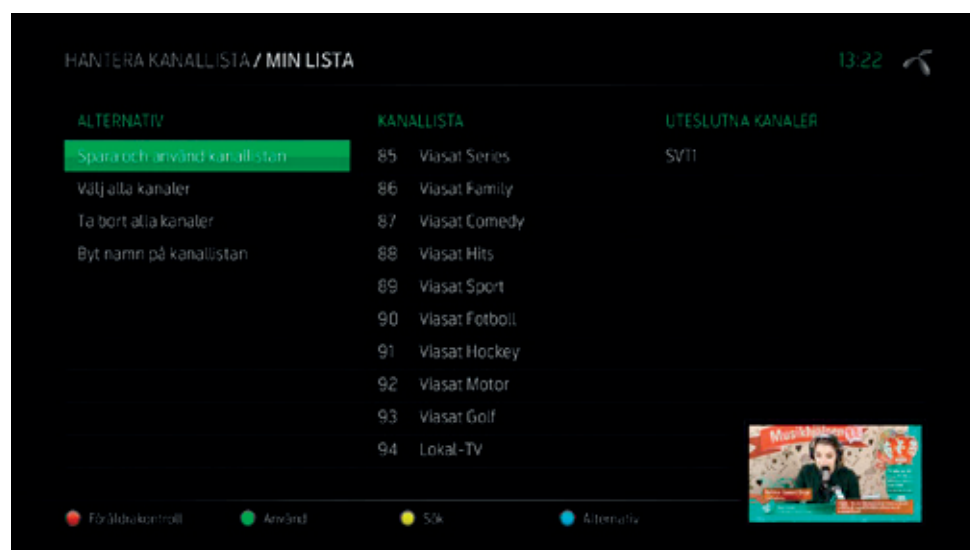 HANTERA KANALLISTA / MIN LISTA
13:22
ALTERNATIV
Spara och använd kanallistan
Välj alla kanaler
Ta bort alla kanaler
Byt namn på kanallistan
KANALLISTA
85 Viasat Series
86 Viasat Family
87 Viasat Comedy
88 Viasat Hits
89 Viasat Sport
90 Viasat Fotboll
91 Viasat Hockey
92 Viasat Motor
93 Viasat Golf
94 Lokal-TV
UTESLUTNA KANALER
SVT1
Föräldrakontroll
Använd
Sök
Alternativ